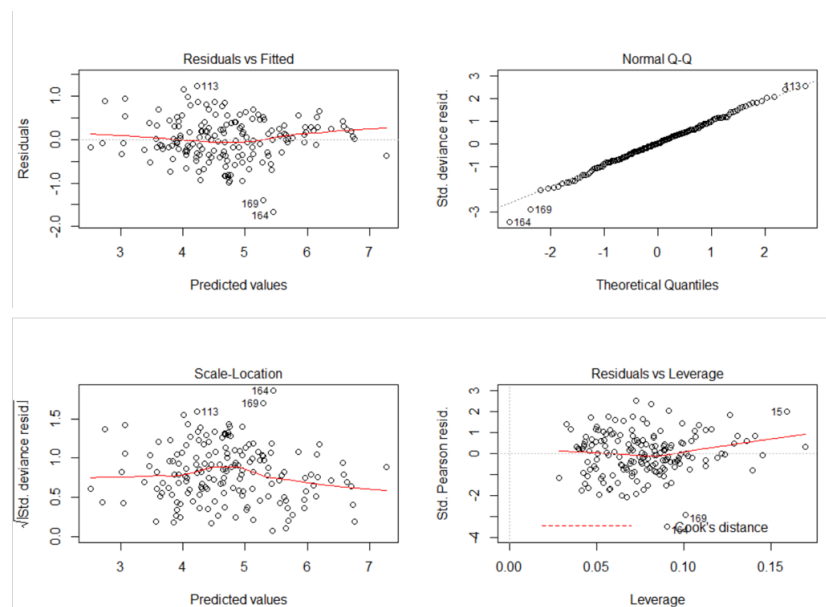 Residuals vs Fitted
Residuals
1.0
0.0
-1.0
-2.0
113
169
164
3 4 5 6 7
Predicted values
Normal Q-Q
Std. deviance resid.
3
2
1
0
-1
-3
113
169
164
-2 -1 0 1 2
Theoretical Quantiles
Scale-Location
√|Std. deviance resid.|
1.5
1.0
0.5
0.0
164
169
113
3 4 5 6 7
Predicted values
Residuals vs Leverage
Std. Pearson resid.
3
2
0
-2
-4
15
169
164
Cook's distance
0.00 0.05 0.10 0.15
Leverage